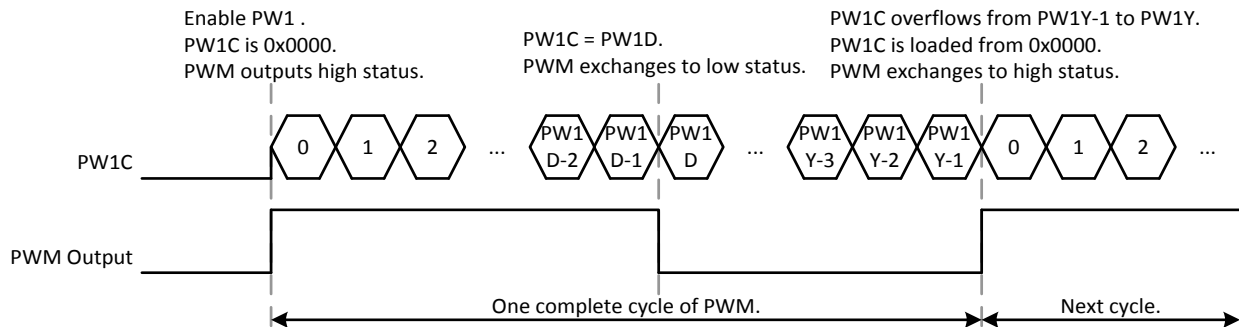 Enable PW1 .
PW1C is 0x0000.
PWM outputs high status.
PW1C = PW1D.
PWM exchanges to low status.
PW1C overflows from PW1Y-1 to PW1Y.
PW1C is loaded from 0x0000.
PWM exchanges to high status.
PW1C
0
1
2
...
PW1
D-2
PW1
D-1
PW1
D
...
PW1
Y-3
PW1
Y-2
PW1
Y-1
0
1
2
...
PWM Output
One complete cycle of PWM.
Next cycle.